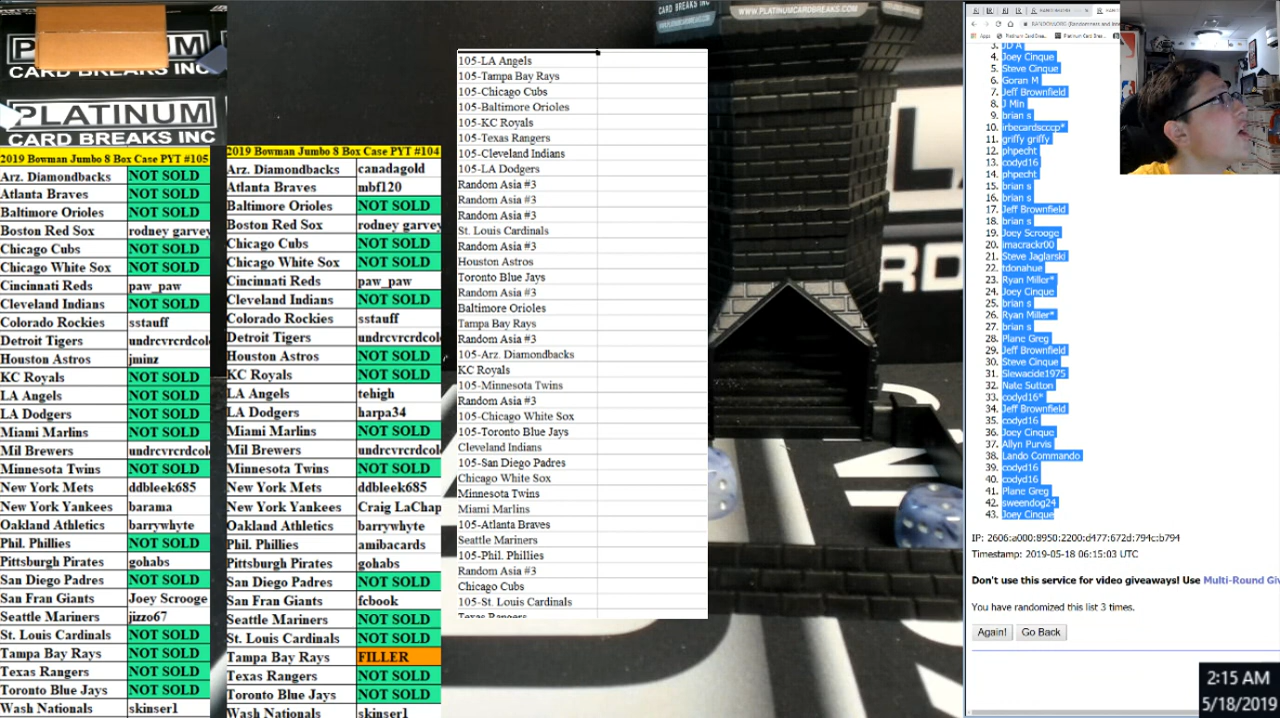 PLATINUM
CARD BREAKS INC
PLATINUM
CARD BREAKS INC
2019 Bowman Jumbo 8 Box Case PYT #105
Arz. Diamondbacks NOT SOLD
Atlanta Braves NOT SOLD
Baltimore Orioles NOT SOLD
Boston Red Sox rodney garvey
Chicago Cubs NOT SOLD
Chicago White Sox NOT SOLD
Cincinnati Reds paw_paw
Cleveland Indians NOT SOLD
Colorado Rockies sstauff
Detroit Tigers undrcvrcrdcol
Houston Astros jminz
KC Royals NOT SOLD
LA Angels NOT SOLD
LA Dodgers NOT SOLD
Miami Marlins NOT SOLD
Mil Brewers undrcvrcrdcol
Minnesota Twins NOT SOLD
New York Mets ddbleek685
New York Yankees barama
Oakland Athletics barrywhyte
Phil. Phillies NOT SOLD
Pittsburgh Pirates gohabs
San Diego Padres NOT SOLD
San Fran Giants Joey Scrooge
Seattle Mariners jizzo67
St. Louis Cardinals NOT SOLD
Tampa Bay Rays NOT SOLD
Texas Rangers NOT SOLD
Toronto Blue Jays NOT SOLD
Wash Nationals skinser1
2019 Bowman Jumbo 8 Box Case PYT #104
Arz. Diamondbacks canadagold
Atlanta Braves mbf120
Baltimore Orioles NOT SOLD
Boston Red Sox rodney garvey
Chicago Cubs NOT SOLD
Chicago White Sox NOT SOLD
Cincinnati Reds paw_paw
Cleveland Indians NOT SOLD
Colorado Rockies sstauff
Detroit Tigers undrcvrcrdcol
Houston Astros NOT SOLD
KC Royals NOT SOLD
LA Angels tehigh
LA Dodgers harpa34
Miami Marlins NOT SOLD
Mil Brewers undrcvrcrdcol
Minnesota Twins NOT SOLD
New York Mets ddbleek685
New York Yankees Craig LaChap
Oakland Athletics barrywhyte
Phil. Phillies amibacards
Pittsburgh Pirates gohabs
San Diego Padres NOT SOLD
San Fran Giants fcbook
Seattle Mariners NOT SOLD
St. Louis Cardinals NOT SOLD
Tampa Bay Rays FILLER
Texas Rangers NOT SOLD
Toronto Blue Jays NOT SOLD
Wash Nationals skinser1
105-LA Angels
105-Tampa Bay Rays
105-Chicago Cubs
105-Baltimore Orioles
105-KC Royals
105-Texas Rangers
105-Cleveland Indians
105-LA Dodgers
Random Asia #3
Random Asia #3
Random Asia #3
St. Louis Cardinals
Random Asia #3
Houston Astros
Toronto Blue Jays
Random Asia #3
Baltimore Orioles
Tampa Bay Rays
Random Asia #3
105-Arz. Diamondbacks
KC Royals
105-Minnesota Twins
Random Asia #3
105-Chicago White Sox
105-Toronto Blue Jays
Cleveland Indians
105-San Diego Padres
Chicago White Sox
Minnesota Twins
Miami Marlins
105-Atlanta Braves
Seattle Mariners
105-Phil. Phillies
Random Asia #3
Chicago Cubs
105-St. Louis Cardinals
Texas Rangers
CARD BREAKS INC
WWW.PLATINUMCARDBREAKS.COM
3. JD A
4. Joey Cinque
5. Steve Cinque
6. Goran M
7. Jeff Brownfield
8. J Min
9. brian s
10. irbecardscccp*
11. griffy griffy
12. phpecht
13. codyd16
14. phpecht
15. brian s
16. brian s
17. Jeff Brownfield
18. brian s
19. Joey Scrooge
20. imacrackr00
21. Steve Jaglarski
22. tdonahue
23. Ryan Miller*
24. Joey Cinque
25. brian s
26. Ryan Miller*
27. brian s
28. Plane Greg
29. Jeff Brownfield
30. Steve Cinque
31. Slewacide1975
32. Nate Sutton
33. codyd16*
34. Jeff Brownfield
35. codyd16
36. Joey Cinque
37. Allyn Purvis
38. Lando Commando
39. codyd16
40. codyd16
41. Plane Greg
42. sweendog24
43. Joey Cinque
IP: 2606:a000:8950:2200:d477:672d:794c:b794
Timestamp: 2019-05-18 06:15:03 UTC
Don't use this service for video giveaways! Use Multi-Round Giv
You have randomized this list 3 times.
Again! Go Back
2:15 AM
5/18/2019